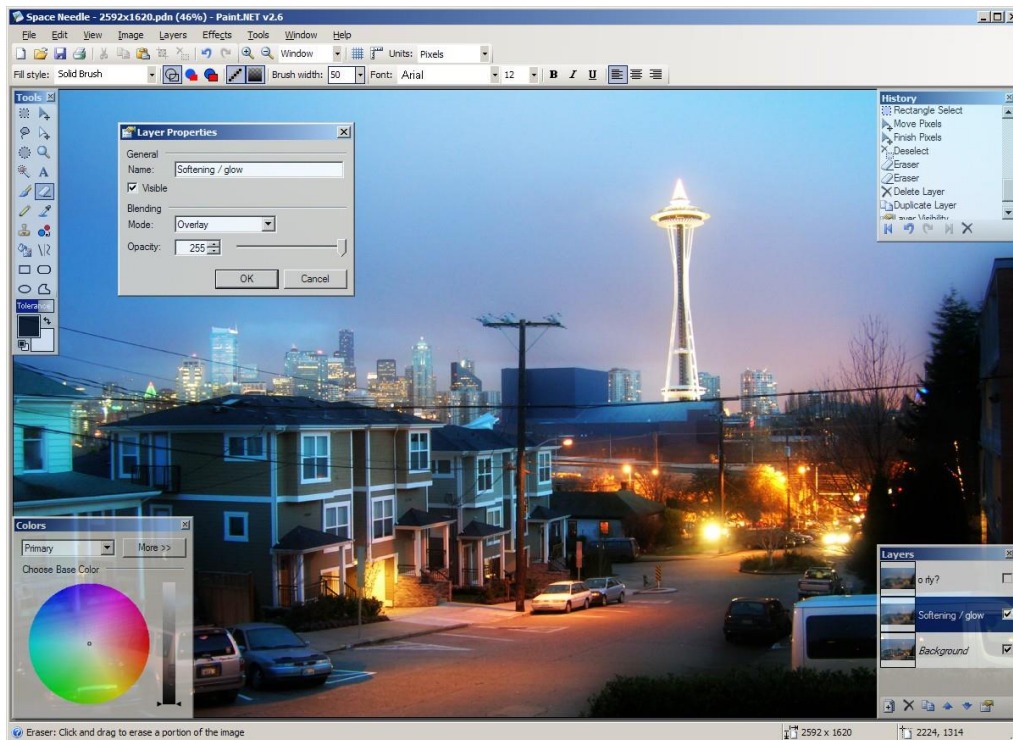 Space Needle - 2592x1620.pdn (46%) - Paint.NET v2.6
File Edit View Image Layers Effects Tools Window Help
Window Units: Pixels
Fill style: Solid Brush Brush width: 50 Font: Arial 12 B I U
Tools
A
Tolerance
Layer Properties
General
Name: Softening / glow
Visible
Blending
Mode: Overlay
Opacity: 255
OK Cancel
History
Rectangle Select
Move Pixels
Finish Pixels
Deselect
Eraser
Eraser
Delete Layer
Duplicate Layer
Layer Visibility
Colors
Primary More >>
Choose Base Color
Layers
o rly?
Softening / glow
Background
Eraser: Click and drag to erase a portion of the image 2592 x 1620 2224, 1314